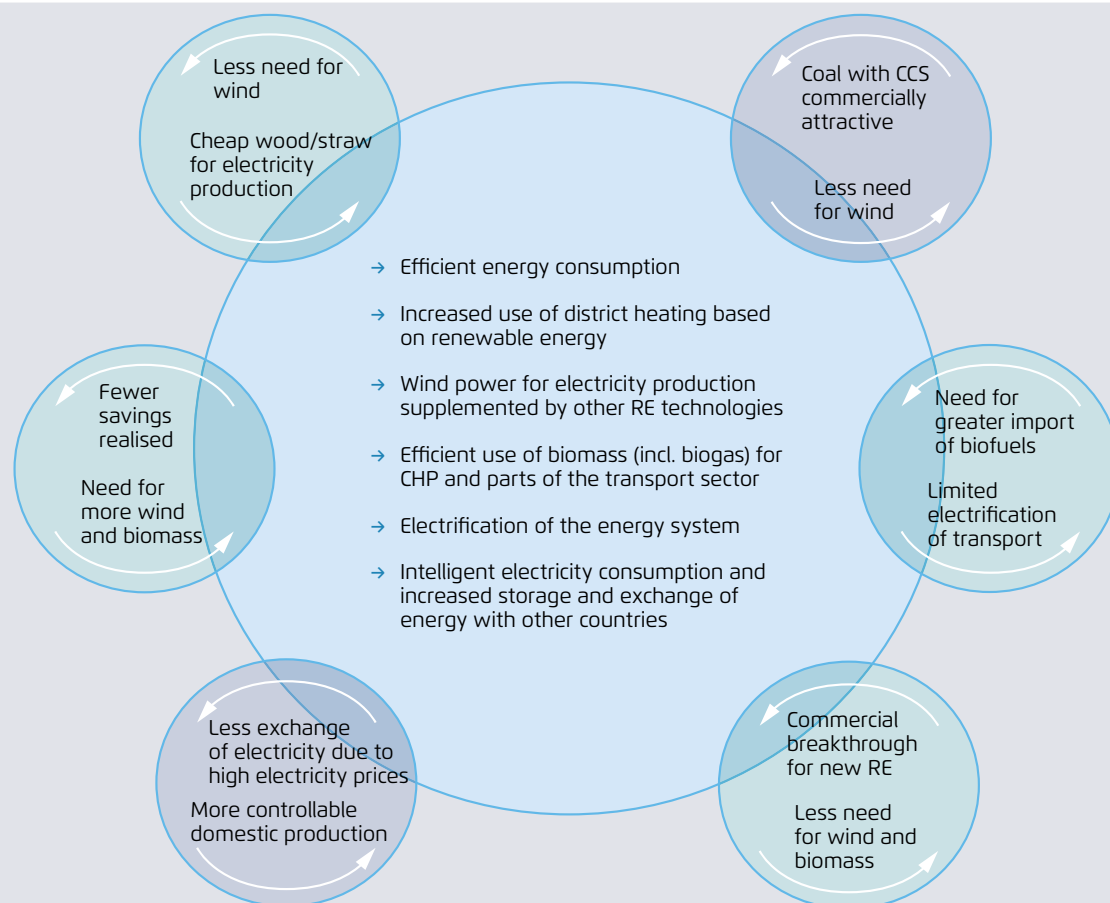 Less need for
wind
Cheap wood/straw
for electricity
production
Coal with CCS
commercially
attractive
Less need
for wind
→ Efficient energy consumption
→ Increased use of district heating based
on renewable energy
→ Wind power for electricity production
supplemented by other RE technologies
→ Efficient use of biomass (incl. biogas) for
CHP and parts of the transport sector
→ Electrification of the energy system
→ Intelligent electricity consumption and
increased storage and exchange of
energy with other countries
Fewer
savings
realised
Need for
more wind
and biomass
Need for
greater import
of biofuels
Limited
electrification
of transport
Less exchange
of electricity due to
high electricity prices
More controllable
domestic production
Commercial
breakthrough
for new RE
Less need
for wind and
biomass